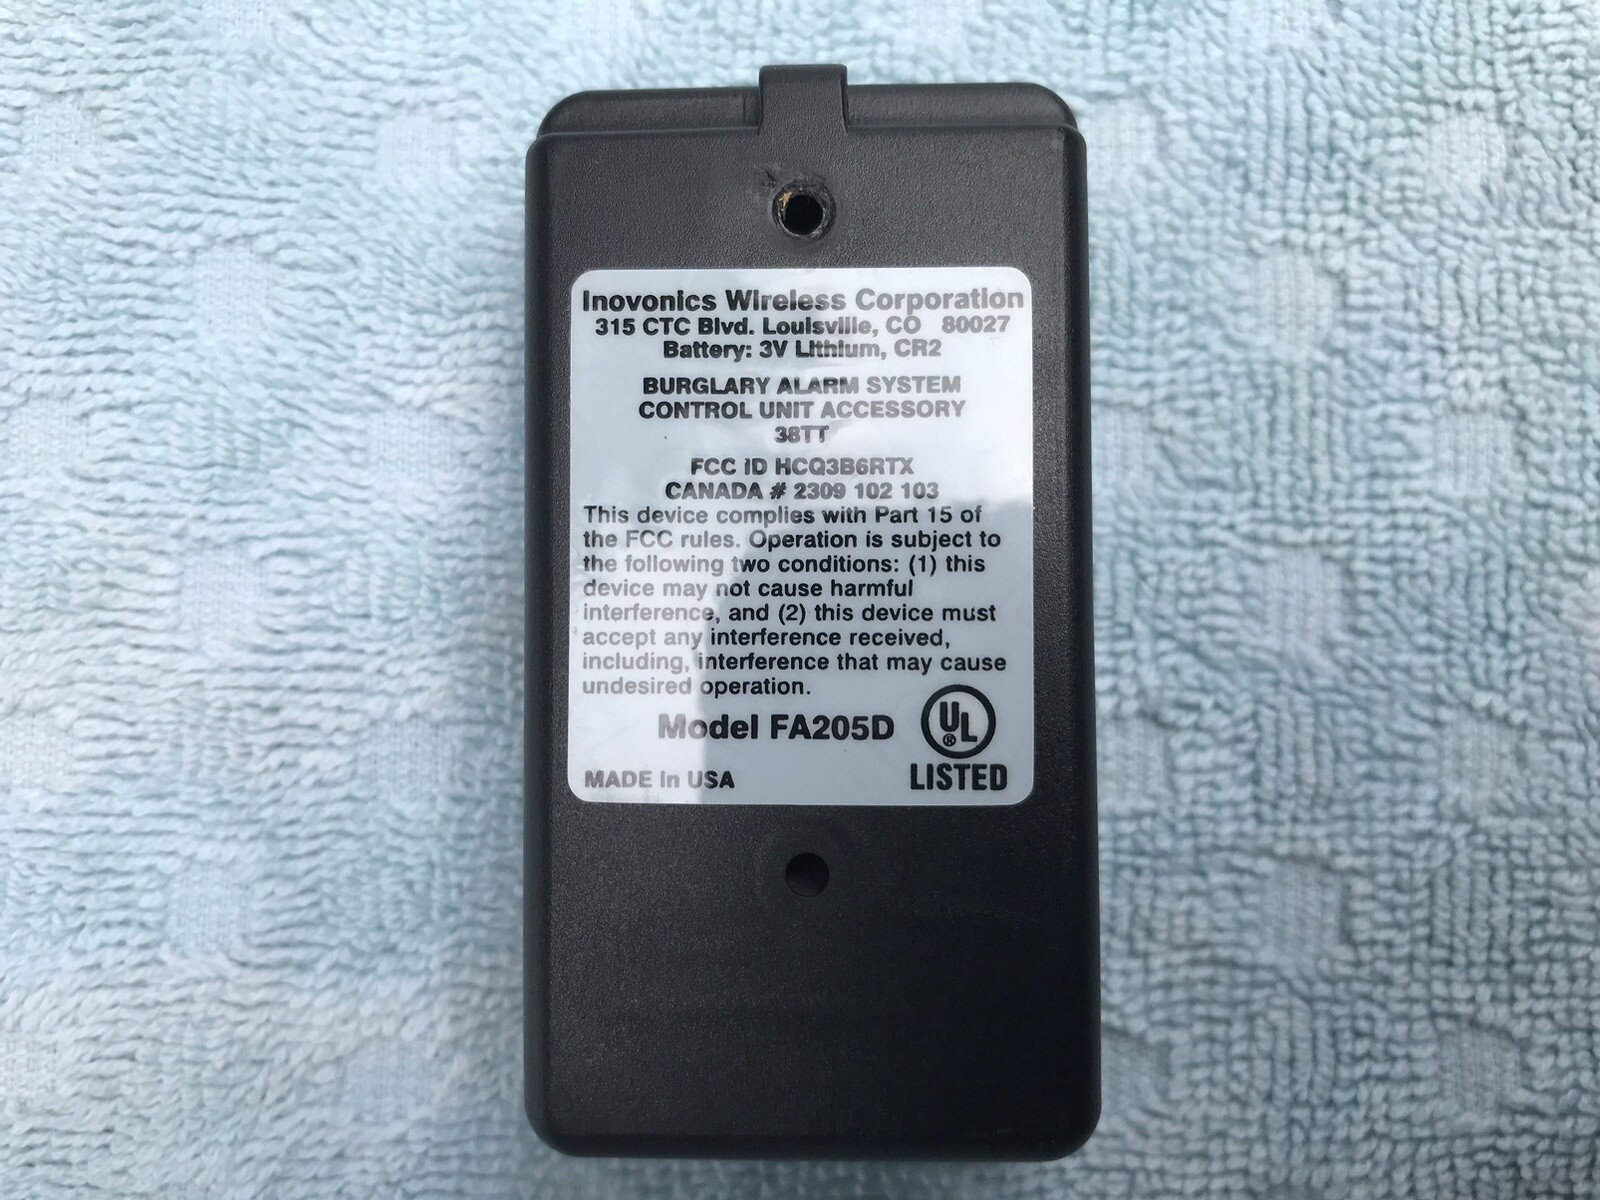 Inovonics Wireless Corporation
315 CTC Blvd. Louisville, CO 80027
Battery: 3V Lithium, CR2
BURGLARY ALARM SYSTEM
CONTROL UNIT ACCESSORY
38TT
FCC ID HCQ3B6RTX
CANADA # 2309 102 103
This device complies with Part 15 of
the FCC rules. Operation is subject to
the following two conditions: (1) this
device may not cause harmful
interference, and (2) this device must
accept any interference received,
including, interference that may cause
undesired operation.
Model FA205D
UL ®
MADE in USA
LISTED